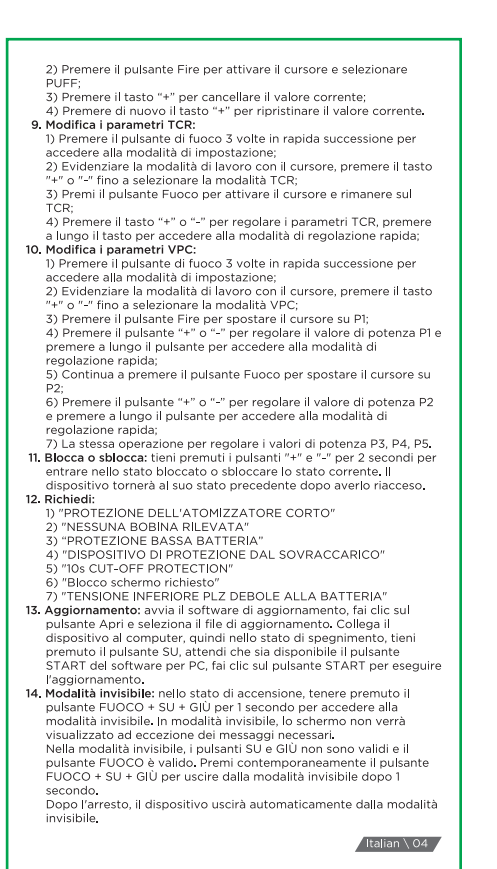 2) Premere il pulsante Fire per attivare il cursore e selezionare
PUFF;
3) Premere il tasto “+” per cancellare il valore corrente;
4) Premere di nuovo il tasto “+” per ripristinare il valore corrente.
9. Modifica i parametri TCR:
1) Premere il pulsante di fuoco 3 volte in rapida successione per
accedere alla modalità di impostazione;
2) Evidenziare la modalità di lavoro con il cursore, premere il tasto
"+" o "-" fino a selezionare la modalità TCR;
3) Premi il pulsante Fuoco per attivare il cursore e rimanere sul
TCR;
4) Premere il tasto “+” o “-” per regolare i parametri TCR, premere
a lungo il tasto per accedere alla modalità di regolazione rapida;
10. Modifica i parametri VPC:
1) Premere il pulsante di fuoco 3 volte in rapida successione per
accedere alla modalità di impostazione;
2) Evidenziare la modalità di lavoro con il cursore, premere il tasto
"+" o "-" fino a selezionare la modalità VPC;
3) Premere il pulsante Fire per spostare il cursore su P1;
4) Premere il pulsante “+” o “-” per regolare il valore di potenza P1 e
premere a lungo il pulsante per accedere alla modalità di
regolazione rapida;
5) Continua a premere il pulsante Fuoco per spostare il cursore su
P2;
6) Premere il pulsante “+” o “-” per regolare il valore di potenza P2
e premere a lungo il pulsante per accedere alla modalità di
regolazione rapida;
7) La stessa operazione per regolare i valori di potenza P3, P4, P5.
11. Blocca o sblocca: tieni premuti i pulsanti "+" e "-" per 2 secondi per
entrare nello stato bloccato o sbloccare lo stato corrente. Il
dispositivo tornerà al suo stato precedente dopo averlo riacceso.
12. Richiedi:
1) "PROTEZIONE DELL'ATOMIZZATORE CORTO"
2) "NESSUNA BOBINA RILEVATA"
3) “PROTEZIONE BASSA BATTERIA”
4) "DISPOSITIVO DI PROTEZIONE DAL SOVRACCARICO"
5) "10s CUT-OFF PROTECTION"
6) "Blocco schermo richiesto"
7) "TENSIONE INFERIORE PLZ DEBOLE ALLA BATTERIA"
13. Aggiornamento: avvia il software di aggiornamento, fai clic sul
pulsante Apri e seleziona il file di aggiornamento. Collega il
dispositivo al computer, quindi nello stato di spegnimento, tieni
premuto il pulsante SU, attendi che sia disponibile il pulsante
START del software per PC, fai clic sul pulsante START per eseguire
l'aggiornamento.
14. Modalità invisibile: nello stato di accensione, tenere premuto il
pulsante FUOCO + SU + GIÙ per 1 secondo per accedere alla
modalità invisibile. In modalità invisibile, lo schermo non verrà
visualizzato ad eccezione dei messaggi necessari.
Nella modalità invisibile, i pulsanti SU e GIÙ non sono validi e il
pulsante FUOCO è valido. Premi contemporaneamente il pulsante
FUOCO + SU + GIÙ per uscire dalla modalità invisibile dopo 1
secondo.
Dopo l'arresto, il dispositivo uscirà automaticamente dalla modalità
invisibile.
Italian \ 04